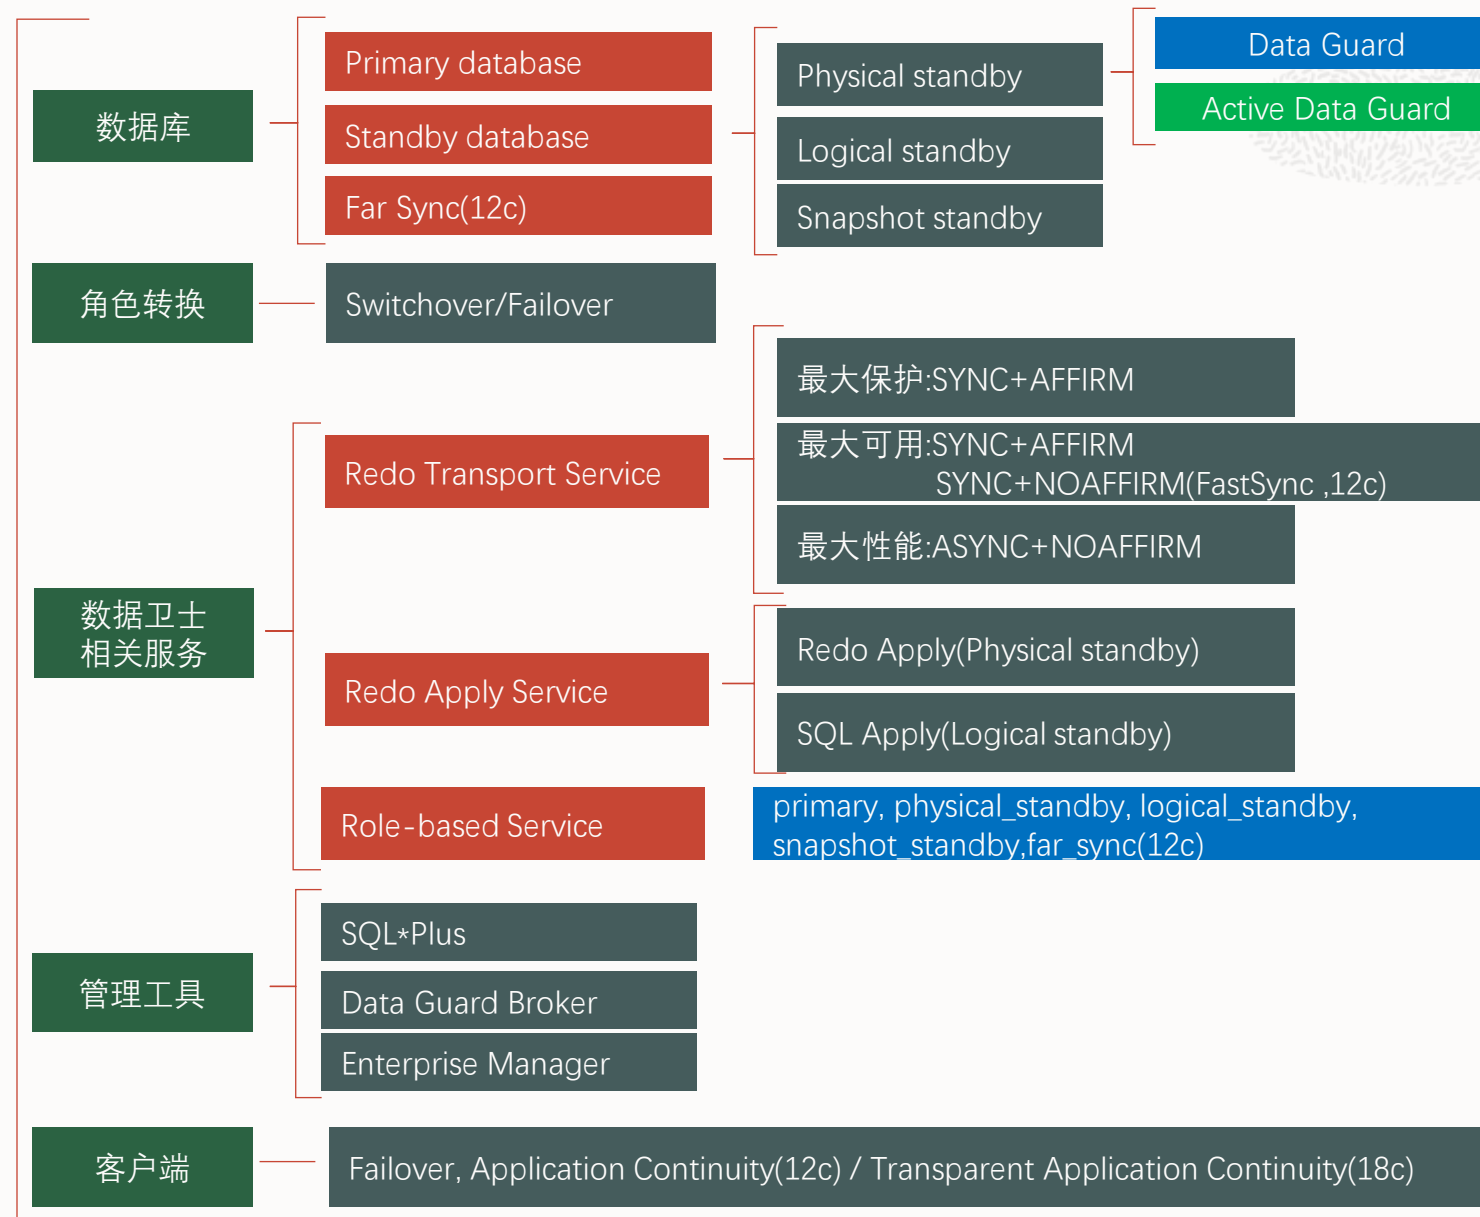 数据库
Primary database
Standby database
Far Sync(12c)
Physical standby
Logical standby
Snapshot standby
Data Guard
Active Data Guard
角色转换
Switchover/Failover
数据卫士
相关服务
Redo Transport Service
最大保护:SYNC+AFFIRM
最大可用:SYNC+AFFIRM
SYNC+NOAFFIRM(FastSync ,12c)
最大性能:ASYNC+NOAFFIRM
Redo Apply Service
Redo Apply(Physical standby)
SQL Apply(Logical standby)
Role-based Service
primary, physical_standby, logical_standby,
snapshot_standby,far_sync(12c)
管理工具
SQL*Plus
Data Guard Broker
Enterprise Manager
客户端
Failover, Application Continuity(12c) / Transparent Application Continuity(18c)